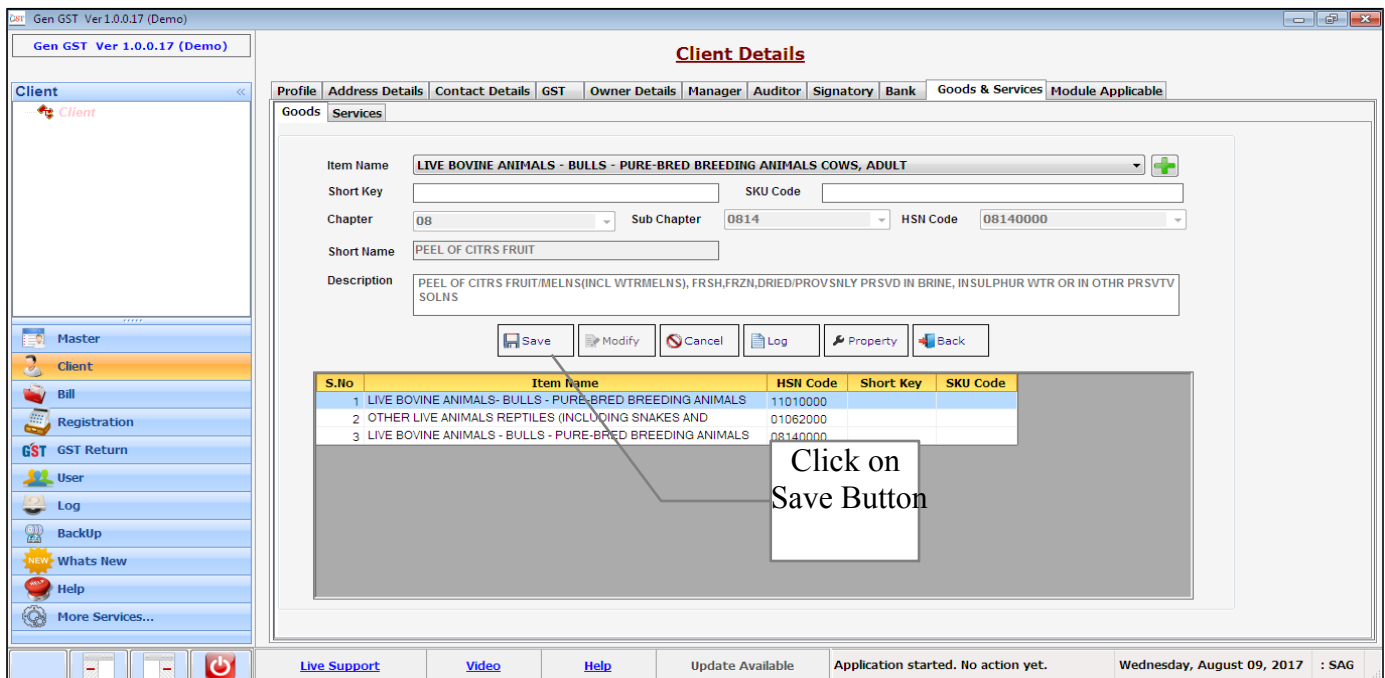 GST Gen GST Ver 1.0.0.17 (Demo)
Gen GST Ver 1.0.0.17 (Demo)
Client Details
Client
Client
Profile Address Details Contact Details GST Owner Details Manager Auditor Signatory Bank Goods & Services Module Applicable
Goods Services
Item Name LIVE BOVINE ANIMALS - BULLS - PURE-BRED BREEDING ANIMALS COWS, ADULT
Short Key SKU Code
Chapter 08 Sub Chapter 0814 HSN Code 08140000
Short Name PEEL OF CITRS FRUIT
Description PEEL OF CITRS FRUIT/MELNS(INCL WTRMELNS), FRSH,FRZN,DRIED/PROVSNLY PRSVD IN BRINE, INSULPHUR WTR OR IN OTHR PRSVTV
SOLNS
Save Modify Cancel Log Property Back
S.No Item Name HSN Code Short Key SKU Code
1 LIVE BOVINE ANIMALS- BULLS - PURE-BRED BREEDING ANIMALS 11010000
2 OTHER LIVE ANIMALS REPTILES (INCLUDING SNAKES AND 01062000
3 LIVE BOVINE ANIMALS - BULLS - PURE-BRED BREEDING ANIMALS 08140000
Click on
Save Button
Master
Client
Bill
Registration
GST GST Return
User
Log
BackUp
NEW Whats New
HELP Help
More Services...
Live Support Video Help Update Available Application started. No action yet. Wednesday, August 09, 2017 : SAG